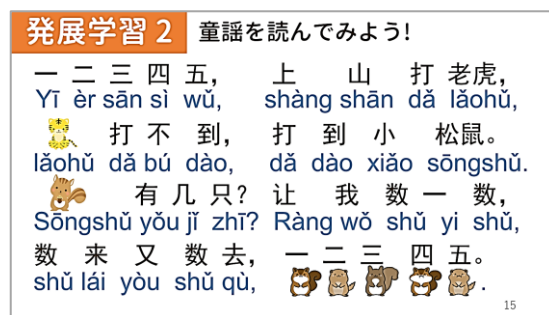 発展学習2 童謡を読んでみよう!
一 二 三 四 五, 上 山 打 老虎,
Yī èr sān sì wǔ, shàng shān dǎ lǎohǔ,
打 不 到, 打 到 小 松鼠。
lǎohǔ dǎ bú dào, dǎ dào xiǎo sōngshǔ.
有 几 只? 让 我 数 一 数,
Sōngshǔ yǒu jǐ zhī? Ràng wǒ shǔ yi shǔ,
数 来 又 数 去, 一 二 三 四 五。
shǔ lái yòu shǔ qù, .
15